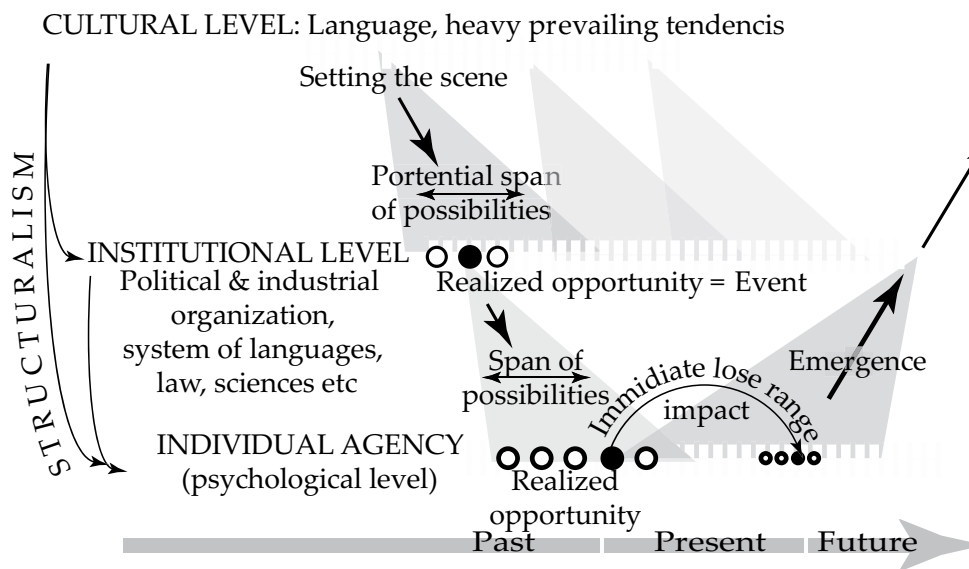 CULTURAL LEVEL: Language, heavy prevailing tendencis
Setting the scene
STRUCTURALISM
Portential span
of possibilities
INSTITUTIONAL LEVEL
Political & industrial
organization,
system of languages,
law, sciences etc
Realized opportunity = Event
Span of
possibilities
Immidiate lose range
impact
Emergence
INDIVIDUAL AGENCY
(psychological level)
Realized
opportunity
Past
Present
Future